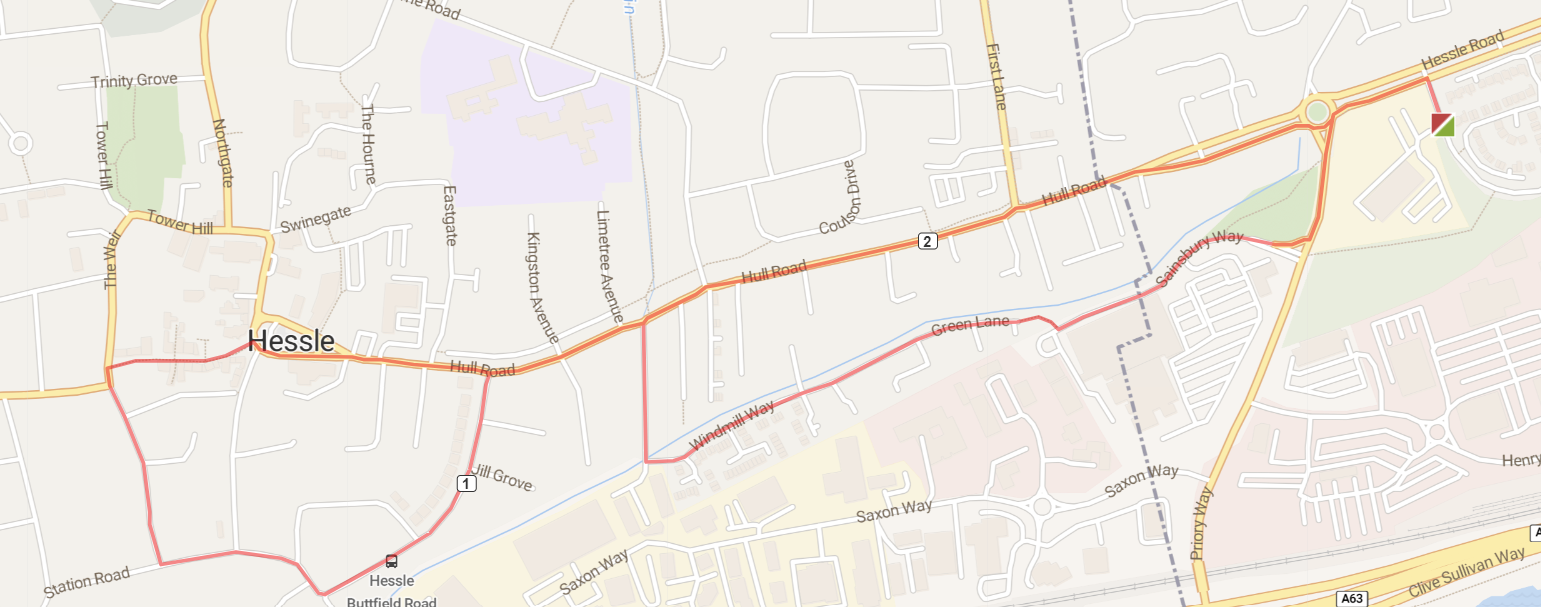 me Road
Hessle Road
Trinity Grove
First Lane
The Hourne
Northgate
Tower Hill
Coulson Drive
Hull Road
Eastgate
Tower Hill
Swinegate
Limetree Avenue
Kingston Avenue
2
The Weir
Sainsbury Way
Hull Road
Green Lane
Hessle
Hull Road
Windmill Way
Jill Grove
1
Henry
Saxon Way
Saxon Way
Priory Way
Station Road
Hessle
Saxon Way
Clive Sullivan Way
A63
Buttfield Road